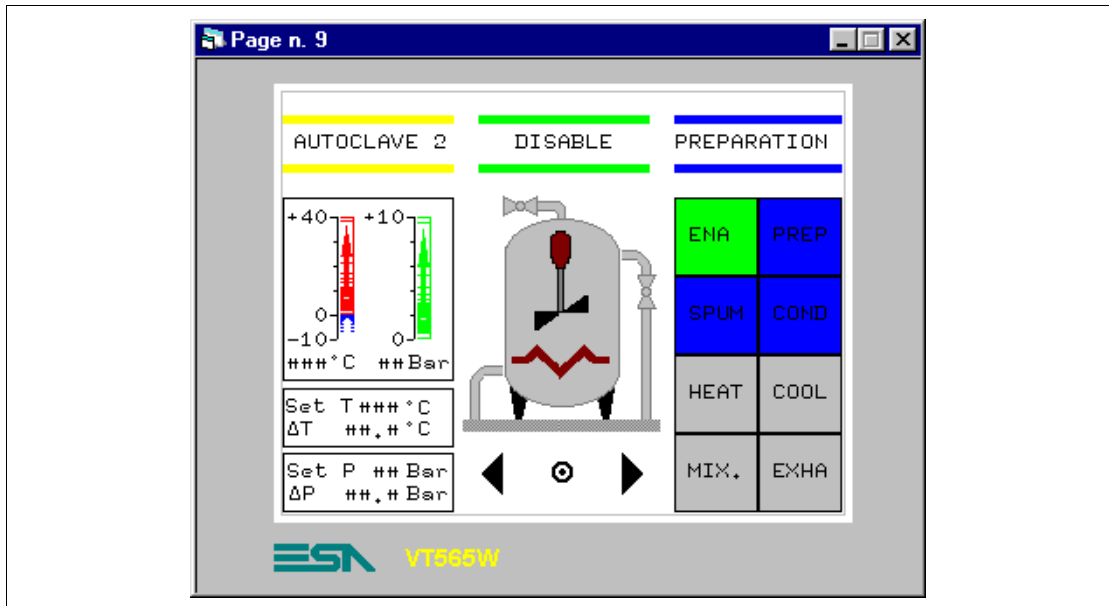 Page n. 9
AUTOCLAVE 2 DISABLE PREPARATION
+40 +10
0
-10 0
###°C ##Bar
Set T###°C
ΔT ##.#°C
Set P ##Bar
ΔP ##.#Bar
ENA PREP
SPUM COND
HEAT COOL
MIX. EXHA
ESA VT565W